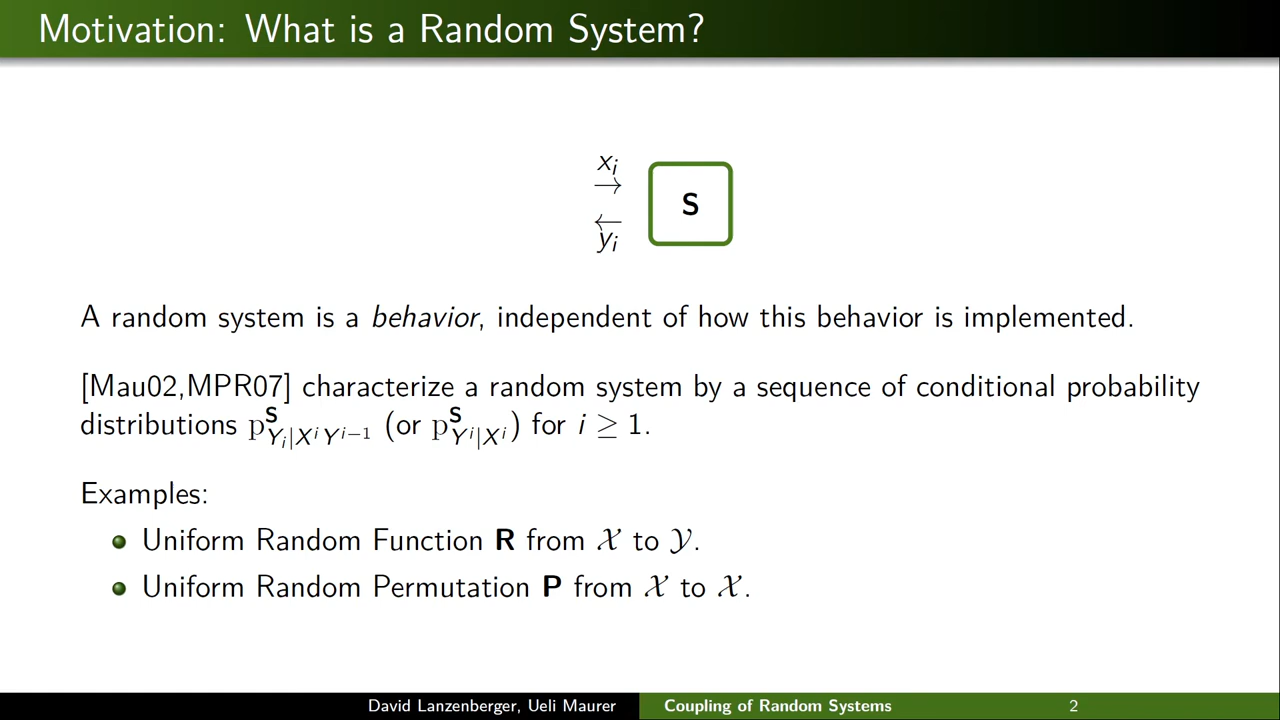 Motivation: What is a Random System?
x_i
→
S
←
y_i
A random system is a behavior, independent of how this behavior is implemented.
[Mau02,MPR07] characterize a random system by a sequence of conditional probability
distributions p^S_{Y_i|X^iY^{i−1}} (or p^S_{Y^i|X^i}) for i ≥ 1.
Examples:
Uniform Random Function R from 𝒳 to 𝒴.
Uniform Random Permutation P from 𝒳 to 𝒳.
David Lanzenberger, Ueli Maurer Coupling of Random Systems 2